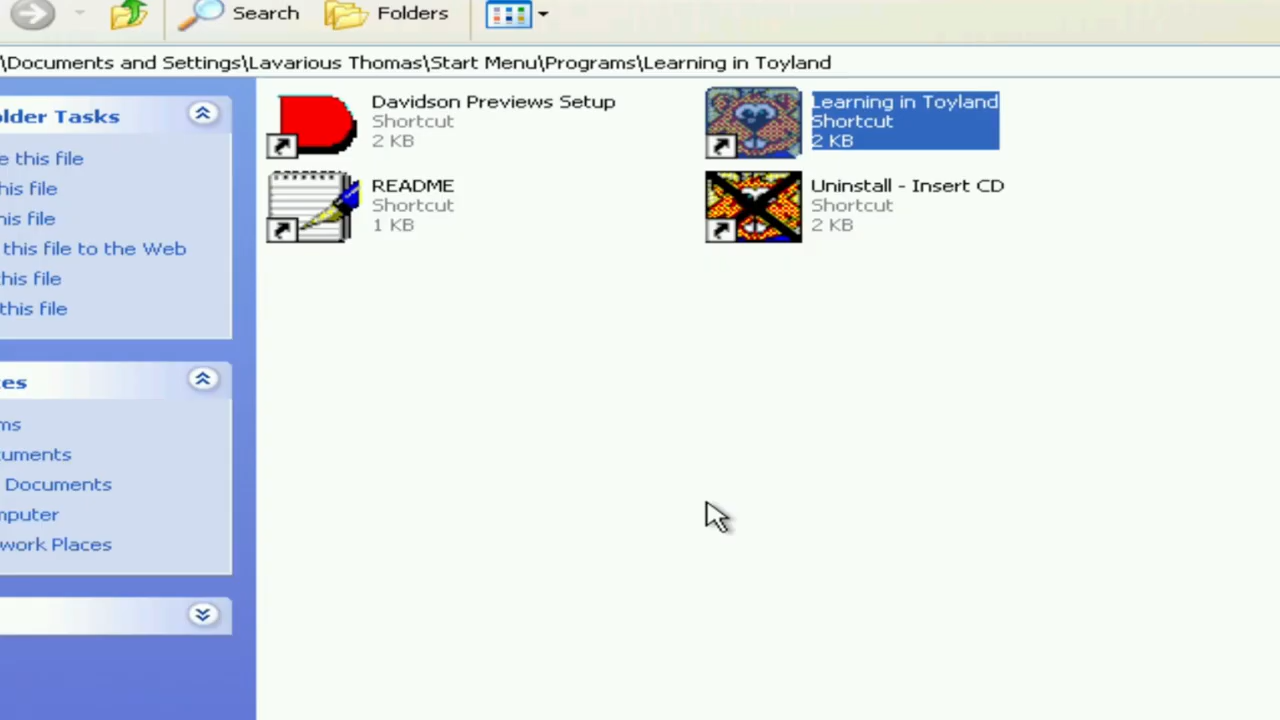 Search
Folders
\Documents and Settings\Lavarious Thomas\Start Menu\Programs\Learning in Toyland
older Tasks
e this file
his file
this file
this file to the Web
his file
this file
es
ms
uments
Documents
mputer
work Places
Davidson Previews Setup
Shortcut
2 KB
Learning in Toyland
Shortcut
2 KB
README
Shortcut
1 KB
Uninstall - Insert CD
Shortcut
2 KB